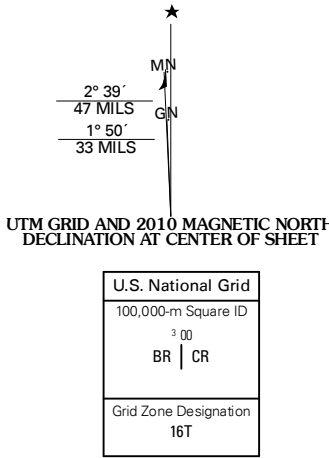 ★
MN
2° 39´
47 MILS
GN
1° 50´
33 MILS
UTM GRID AND 2010 MAGNETIC NORTH
DECLINATION AT CENTER OF SHEET
U.S. National Grid
100,000-m Square ID
3 00
BR | CR
Grid Zone Designation
16T